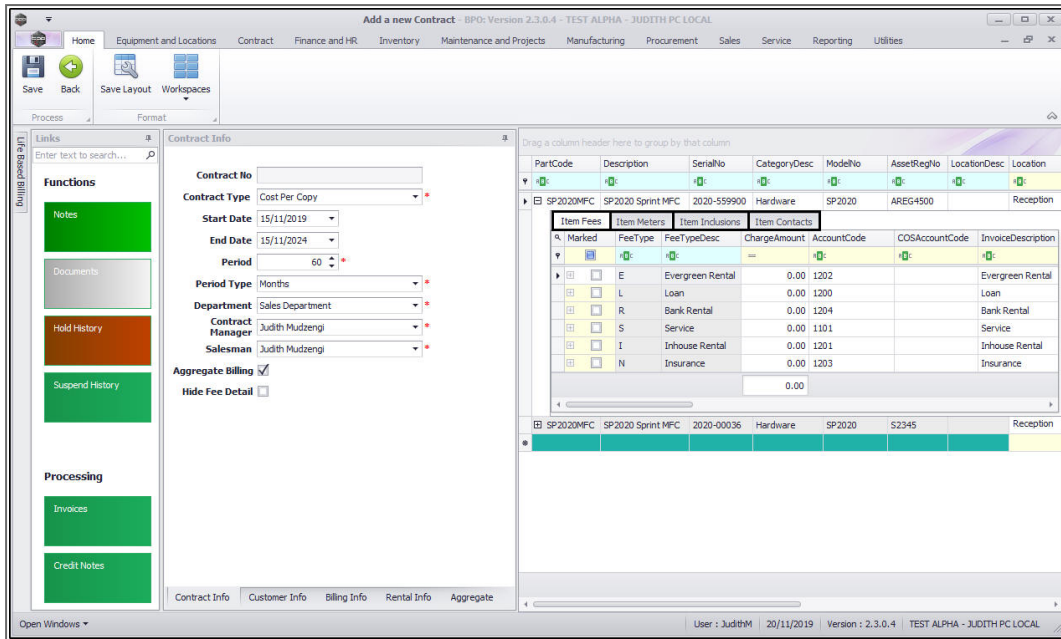 Add a new Contract - BPO: Version 2.3.0.4 - TEST ALPHA - JUDITH PC LOCAL
Home Equipment and Locations Contract Finance and HR Inventory Maintenance and Projects Manufacturing Procurement Sales Service Reporting Utilities
Save Back Save Layout Workspaces
Process Format
Life Based Billing
Links
Enter text to search...
Functions
Notes
Documents
Hold History
Suspend History
Processing
Invoices
Credit Notes
Contract Info
Contract No
Contract Type Cost Per Copy *
Start Date 15/11/2019
End Date 15/11/2024
Period 60 *
Period Type Months *
Department Sales Department *
Contract Manager Judith Mudzengi *
Salesman Judith Mudzengi *
Aggregate Billing
Hide Fee Detail
Contract Info Customer Info Billing Info Rental Info Aggregate
Drag a column header here to group by that column
PartCode Description SerialNo CategoryDesc ModelNo AssetRegNo LocationDesc Location
SP2020MFC SP2020 Sprint MFC 2020-559900 Hardware SP2020 AREG4500 Reception
Item Fees Item Meters Item Inclusions Item Contacts
Marked FeeType FeeTypeDesc ChargeAmount AccountCode COSAccountCode InvoiceDescription
=
E Evergreen Rental 0.00 1202 Evergreen Rental
L Loan 0.00 1200 Loan
R Bank Rental 0.00 1204 Bank Rental
S Service 0.00 1101 Service
I Inhouse Rental 0.00 1201 Inhouse Rental
N Insurance 0.00 1203 Insurance
0.00
SP2020MFC SP2020 Sprint MFC 2020-00036 Hardware SP2020 S2345 Reception
Open Windows User : JudithM 20/11/2019 Version : 2.3.0.4 TEST ALPHA - JUDITH PC LOCAL